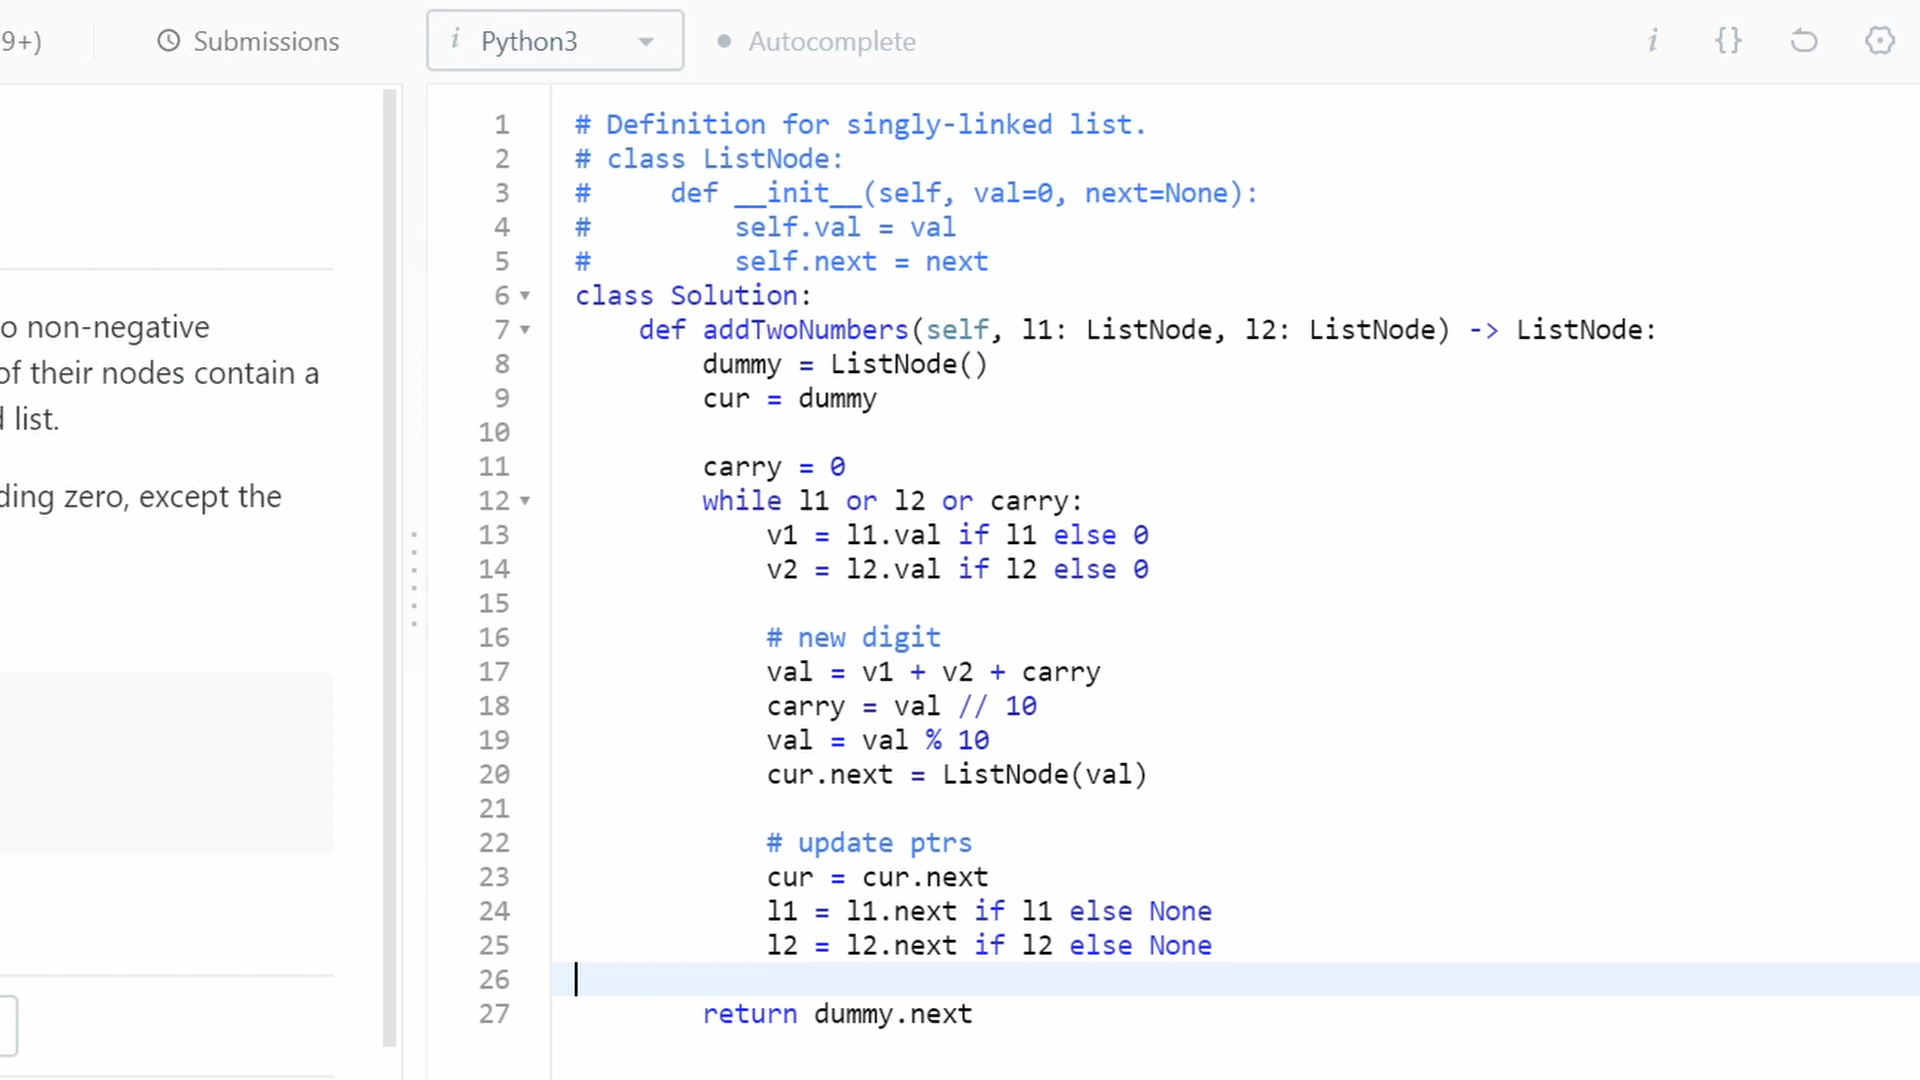 9+) Submissions i Python3 Autocomplete i {}
o non-negative
of their nodes contain a
d list.
ding zero, except the
1 # Definition for singly-linked list.
2 # class ListNode:
3 #     def __init__(self, val=0, next=None):
4 #         self.val = val
5 #         self.next = next
6 class Solution:
7     def addTwoNumbers(self, l1: ListNode, l2: ListNode) -> ListNode:
8         dummy = ListNode()
9         cur = dummy
10
11         carry = 0
12         while l1 or l2 or carry:
13             v1 = l1.val if l1 else 0
14             v2 = l2.val if l2 else 0
15
16             # new digit
17             val = v1 + v2 + carry
18             carry = val // 10
19             val = val % 10
20             cur.next = ListNode(val)
21
22             # update ptrs
23             cur = cur.next
24             l1 = l1.next if l1 else None
25             l2 = l2.next if l2 else None
26
27         return dummy.next